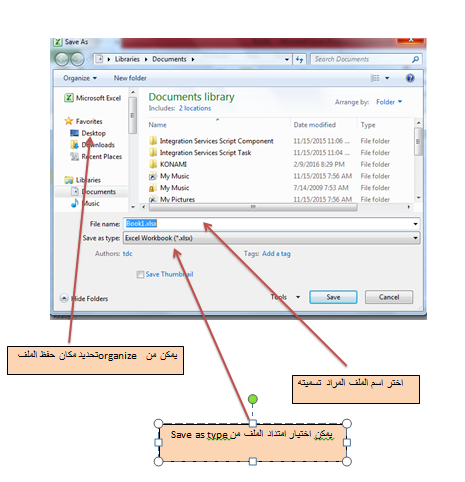 Save As
Libraries Documents Search Documents
Organize New folder
Microsoft Excel
Favorites
Desktop
Downloads
Recent Places
Libraries
Documents
Music
Documents library
Includes: 2 locations
Arrange by: Folder
Name Date modified Type
Integration Services Script Component 11/15/2015 11:06 ... File folder
Integration Services Script Task 11/15/2015 11:04 ... File folder
KONAMI 2/9/2016 8:29 PM File folder
My Music 11/15/2015 7:56 AM File folder
My Music 7/14/2009 7:53 AM File folder
My Pictures 11/15/2015 7:56 AM File folder
File name: Book1.xlsx
Save as type: Excel Workbook (*.xlsx)
Authors: tdc Tags: Add a tag
Save Thumbnail
Hide Folders Tools Save Cancel
يمكن من organize تحديد مكان حفظ الملف
اختر اسم الملف المراد تسميته
يمكن اختيار امتداد الملف من Save as type